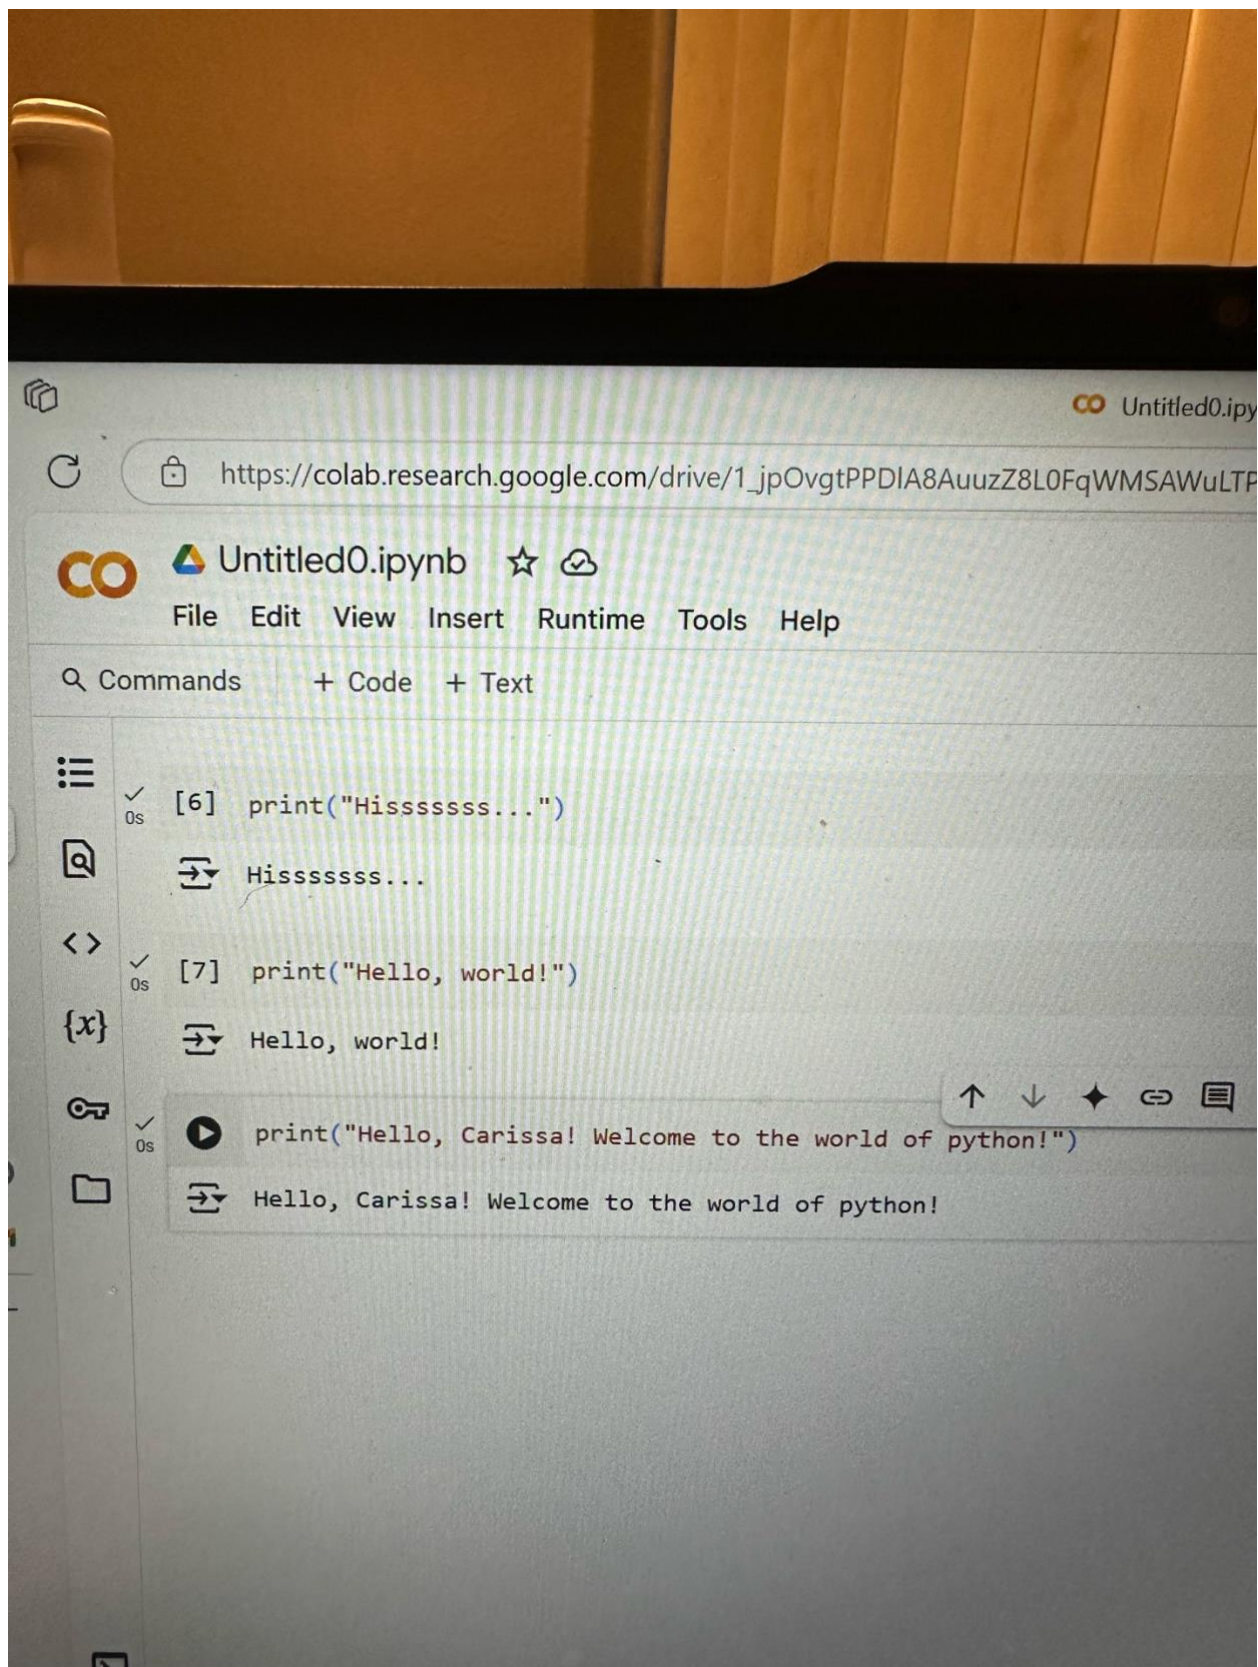 Untitled0.ipy
https://colab.research.google.com/drive/1_jpOvgtPPDlA8AuuzZ8L0FqWMSAWuLTP
CO Untitled0.ipynb
File Edit View Insert Runtime Tools Help
Commands + Code + Text
[6] print("Hisssssss...")
0s
Hisssssss...
[7] print("Hello, world!")
0s
Hello, world!
{x}
print("Hello, Carissa! Welcome to the world of python!")
0s
Hello, Carissa! Welcome to the world of python!